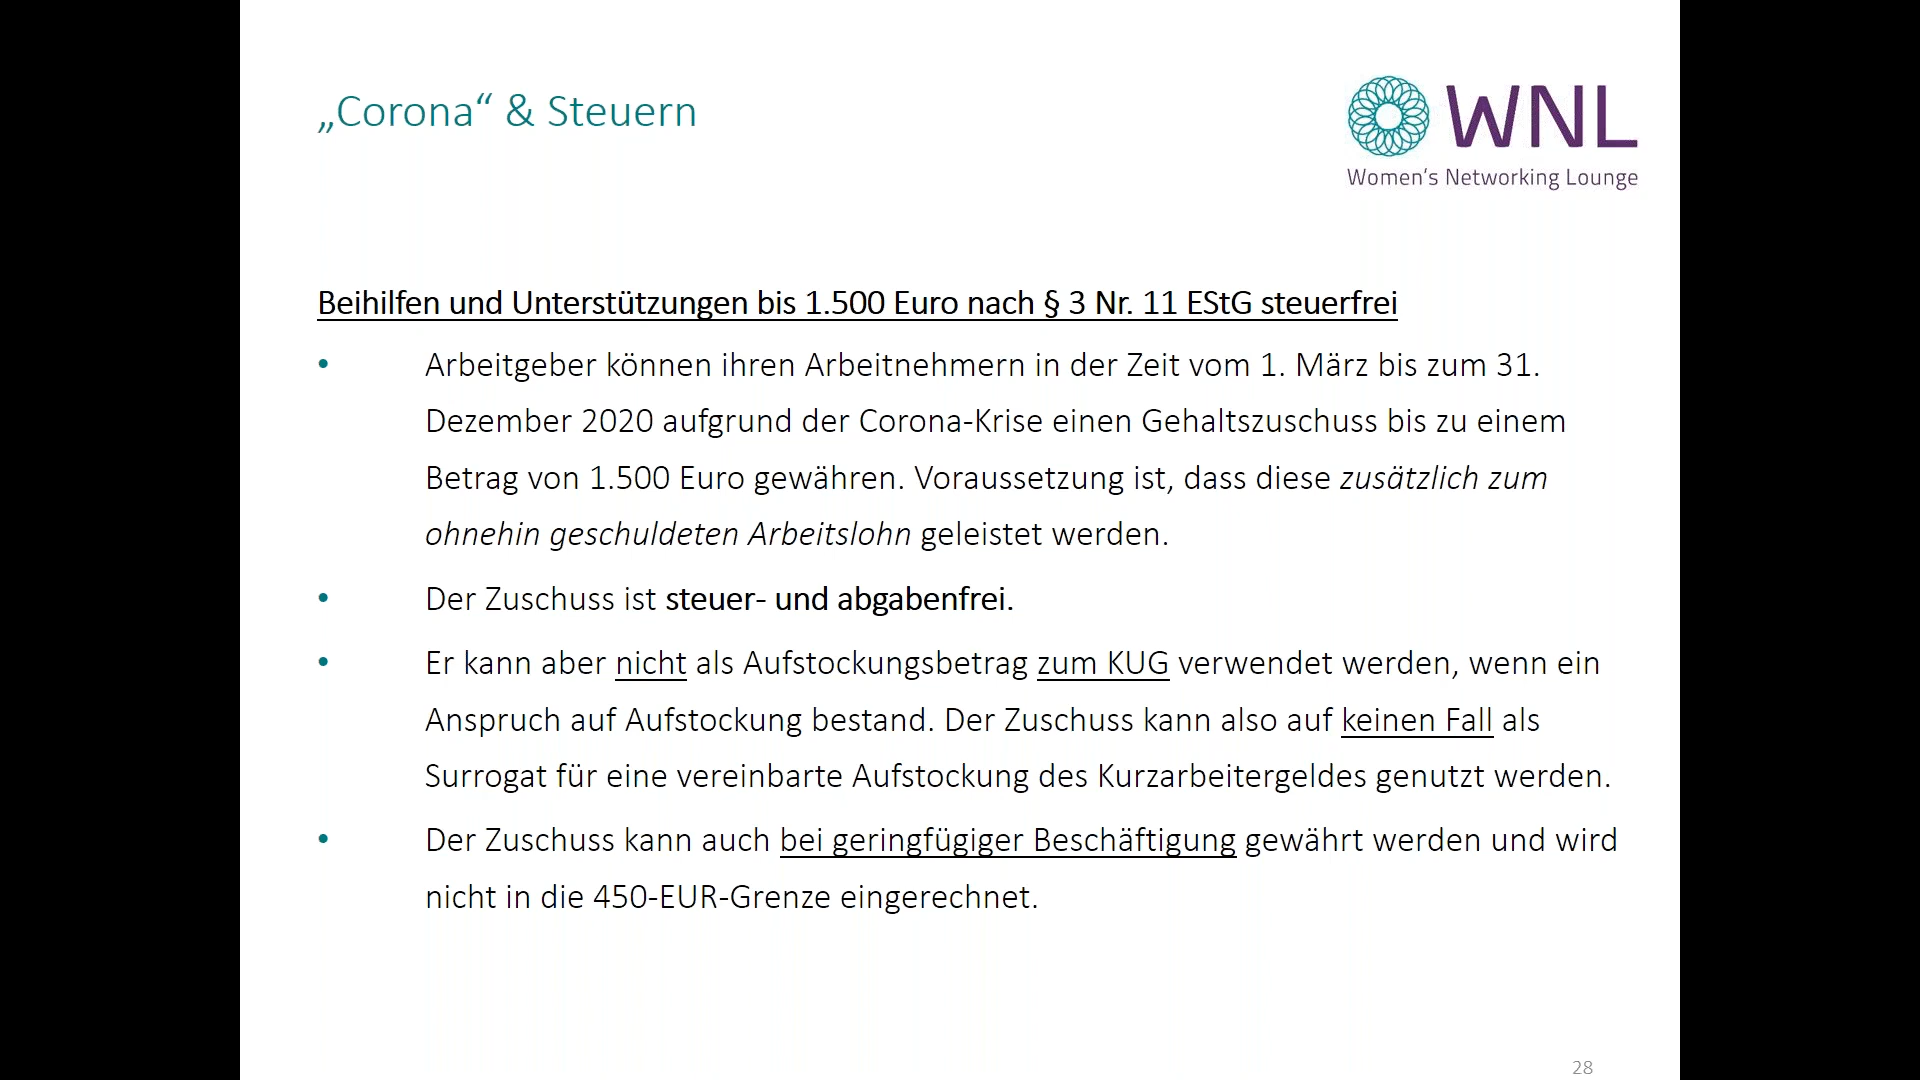 „Corona“ & Steuern
WNL
Women’s Networking Lounge
Beihilfen und Unterstützungen bis 1.500 Euro nach § 3 Nr. 11 EStG steuerfrei
• Arbeitgeber können ihren Arbeitnehmern in der Zeit vom 1. März bis zum 31.
Dezember 2020 aufgrund der Corona-Krise einen Gehaltszuschuss bis zu einem
Betrag von 1.500 Euro gewähren. Voraussetzung ist, dass diese zusätzlich zum
ohnehin geschuldeten Arbeitslohn geleistet werden.
• Der Zuschuss ist steuer- und abgabenfrei.
• Er kann aber nicht als Aufstockungsbetrag zum KUG verwendet werden, wenn ein
Anspruch auf Aufstockung bestand. Der Zuschuss kann also auf keinen Fall als
Surrogat für eine vereinbarte Aufstockung des Kurzarbeitergeldes genutzt werden.
• Der Zuschuss kann auch bei geringfügiger Beschäftigung gewährt werden und wird
nicht in die 450-EUR-Grenze eingerechnet.
28